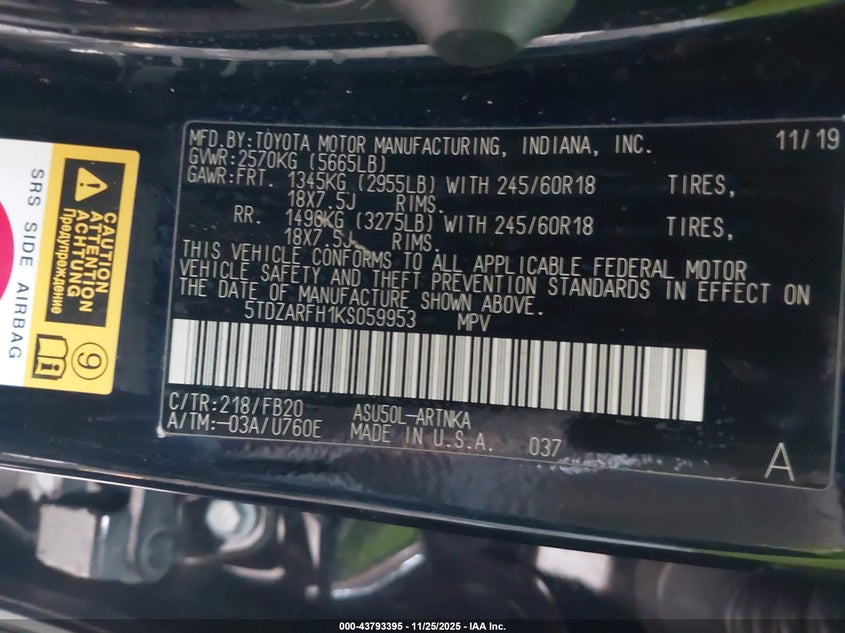 MFD.BY:TOYOTA MOTOR MANUFACTURING, INDIANA, INC. 11/19
GVWR:2570KG (5665LB)
GAWR:FRT. 1345KG (2955LB) WITH 245/60R18 TIRES,
18X7.5J RIMS.
RR. 1490KG (3275LB) WITH 245/60R18 TIRES,
18X7.5J RIMS.
THIS VEHICLE CONFORMS TO ALL APPLICABLE FEDERAL MOTOR
VEHICLE SAFETY AND THEFT PREVENTION STANDARDS IN EFFECT ON
THE DATE OF MANUFACTURE SHOWN ABOVE.
5TDZARFH1KS059953 MPV
C/TR:218/FB20 ASU50L-ARTNKA
A/TM:-03A/U760E MADE IN U.S.A. 037
A
SRS SIDE AIRBAG
CAUTION
ATTENTION
ACHTUNG
Предупреждение
9
000-43793395 - 11/25/2025 - IAA Inc.